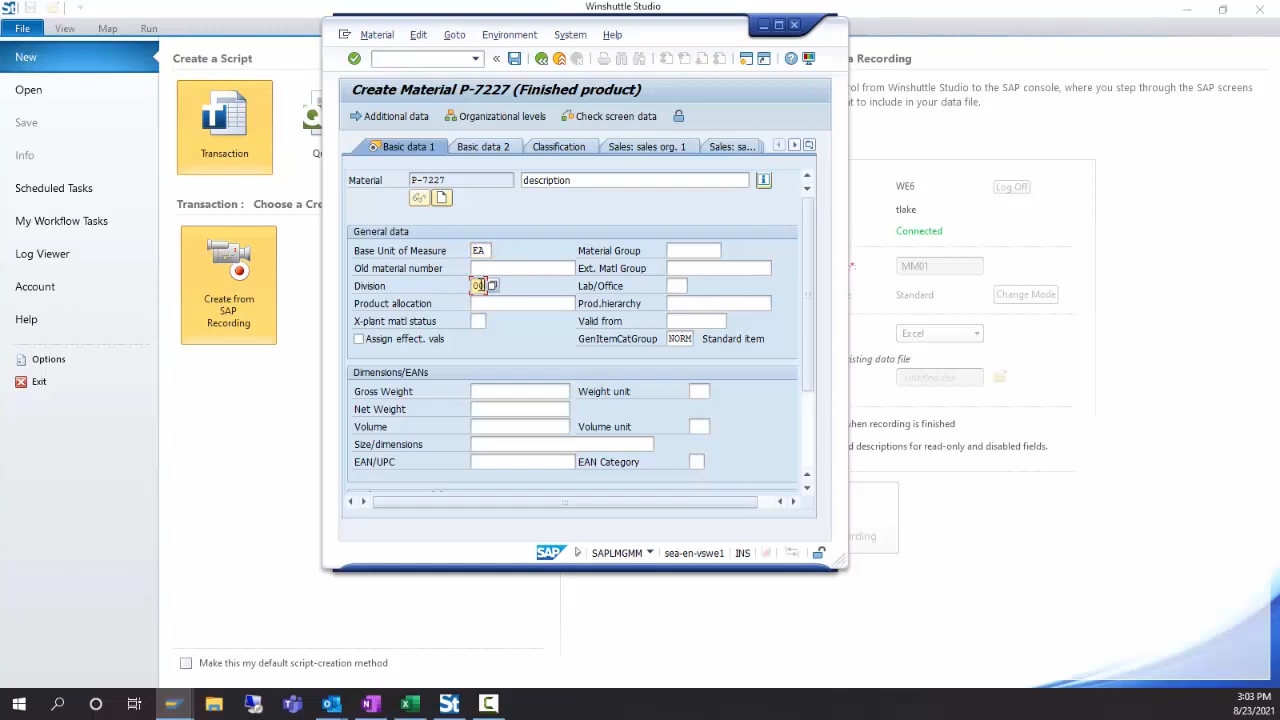 Winshuttle Studio
File View Map Run
New
Open
Save
Info
Scheduled Tasks
My Workflow Tasks
Log Viewer
Account
Help
Options
Exit
Create a Script
Transaction
Transaction : Choose a Cre
Create from
SAP
Recording
Make this my default script-creation method
Material Edit Goto Environment System Help
Create Material P-7227 (Finished product)
Additional data Organizational levels Check screen data
Basic data 1 Basic data 2 Classification Sales: sales org. 1 Sales: sa...
Material P-7227 description
General data
Base Unit of Measure EA Material Group
Old material number Ext. Matl Group
Division Lab/Office
Product allocation Prod.hierarchy
X-plant matl status Valid from
Assign effect. vals GenItemCatGroup NORM Standard item
Dimensions/EANs
Gross Weight Weight unit
Net Weight
Volume Volume unit
Size/dimensions
EAN/UPC EAN Category
SAP SAPLMGMM sea-en-vswe1 INS
a Recording
rol from Winshuttle Studio to the SAP console, where you step through the SAP screens
nt to include in your data file.
WE6 Log Off
tlake
Connected
*: MM01
Standard Change Mode
Excel
isting data file
when recording is finished
d descriptions for read-only and disabled fields.
rding
3:03 PM
8/23/2021